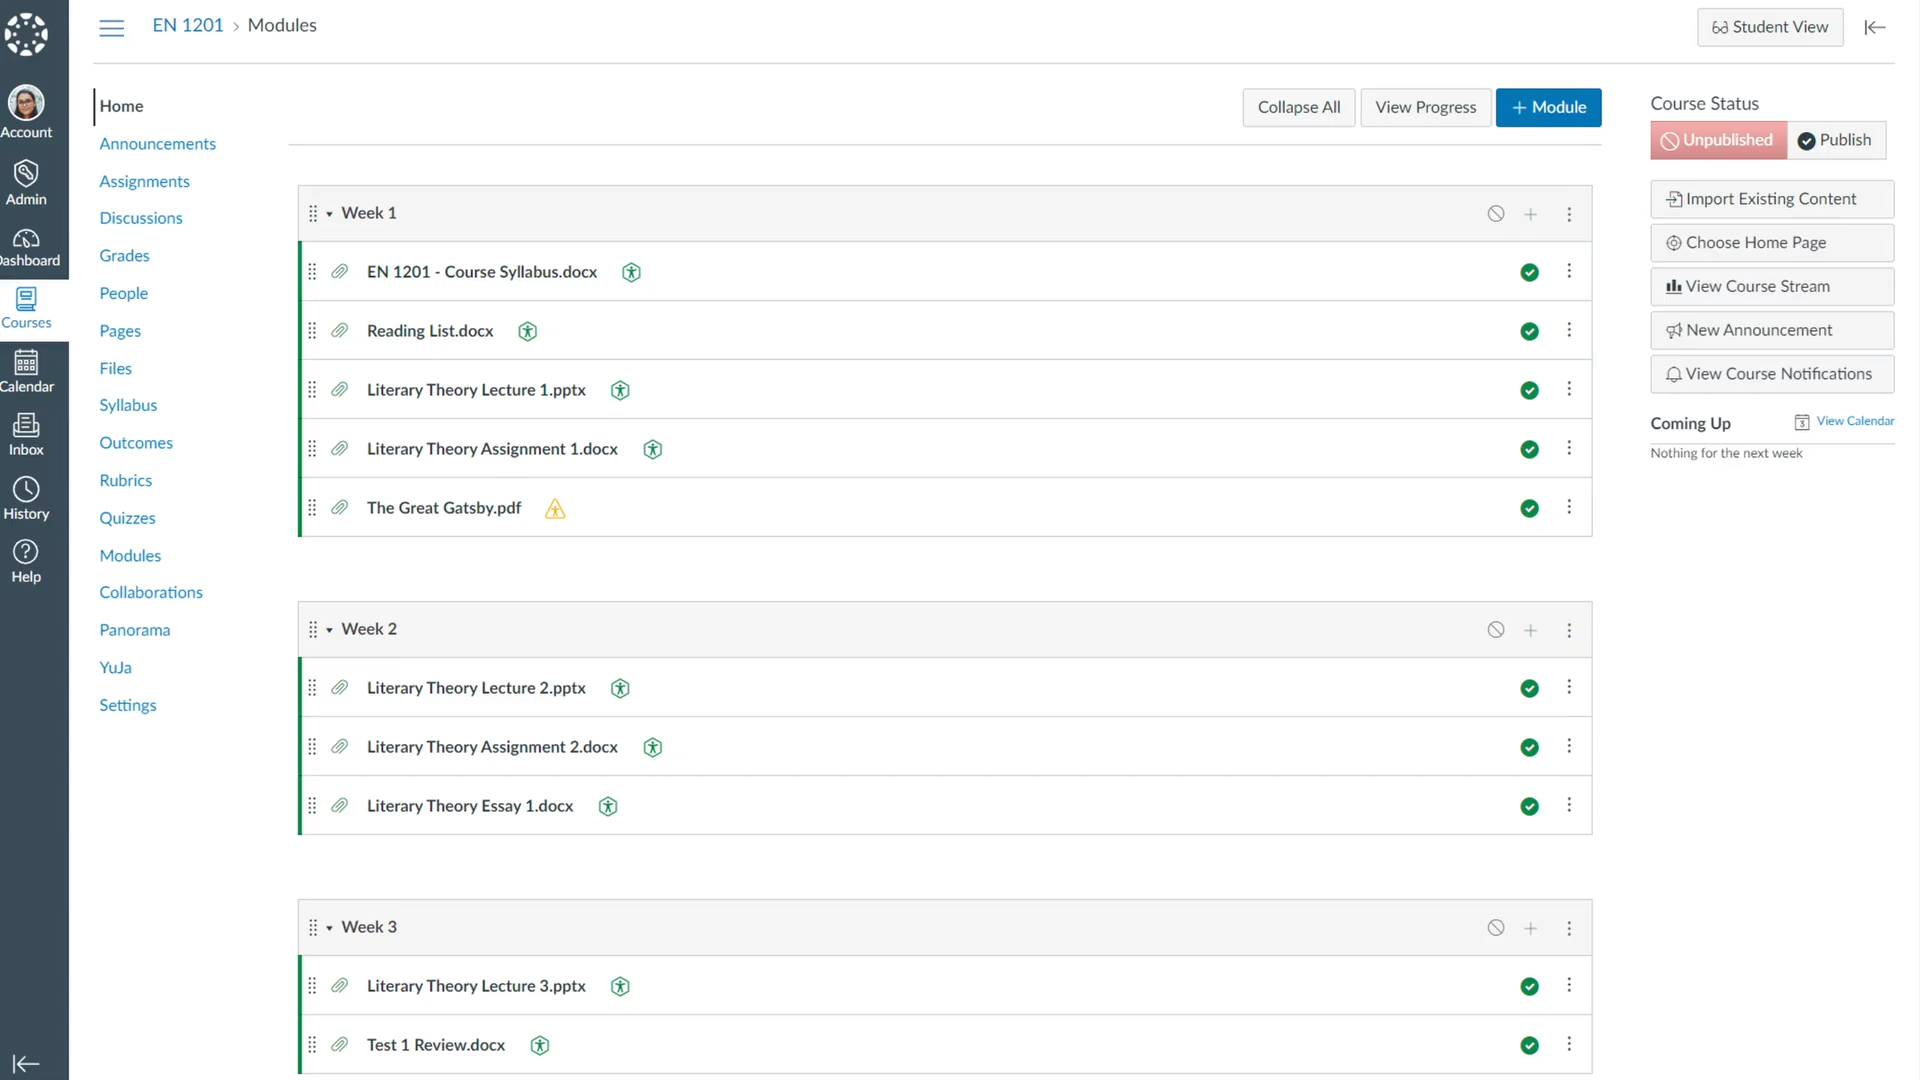 EN 1201 › Modules
Student View
Account
Admin
Dashboard
Courses
Calendar
Inbox
History
Help
Home
Announcements
Assignments
Discussions
Grades
People
Pages
Files
Syllabus
Outcomes
Rubrics
Quizzes
Modules
Collaborations
Panorama
YuJa
Settings
Collapse All
View Progress
+ Module
Week 1
EN 1201 - Course Syllabus.docx
Reading List.docx
Literary Theory Lecture 1.pptx
Literary Theory Assignment 1.docx
The Great Gatsby.pdf
Week 2
Literary Theory Lecture 2.pptx
Literary Theory Assignment 2.docx
Literary Theory Essay 1.docx
Week 3
Literary Theory Lecture 3.pptx
Test 1 Review.docx
Course Status
Unpublished
Publish
Import Existing Content
Choose Home Page
View Course Stream
New Announcement
View Course Notifications
Coming Up
3 View Calendar
Nothing for the next week